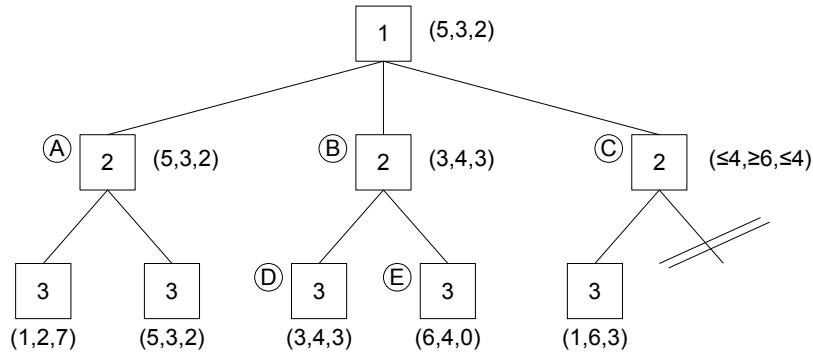 1 (5,3,2)
A 2 (5,3,2) B 2 (3,4,3) C 2 (≤4,≥6,≤4)
3 3 D 3 E 3 3
(1,2,7) (5,3,2) (3,4,3) (6,4,0) (1,6,3)